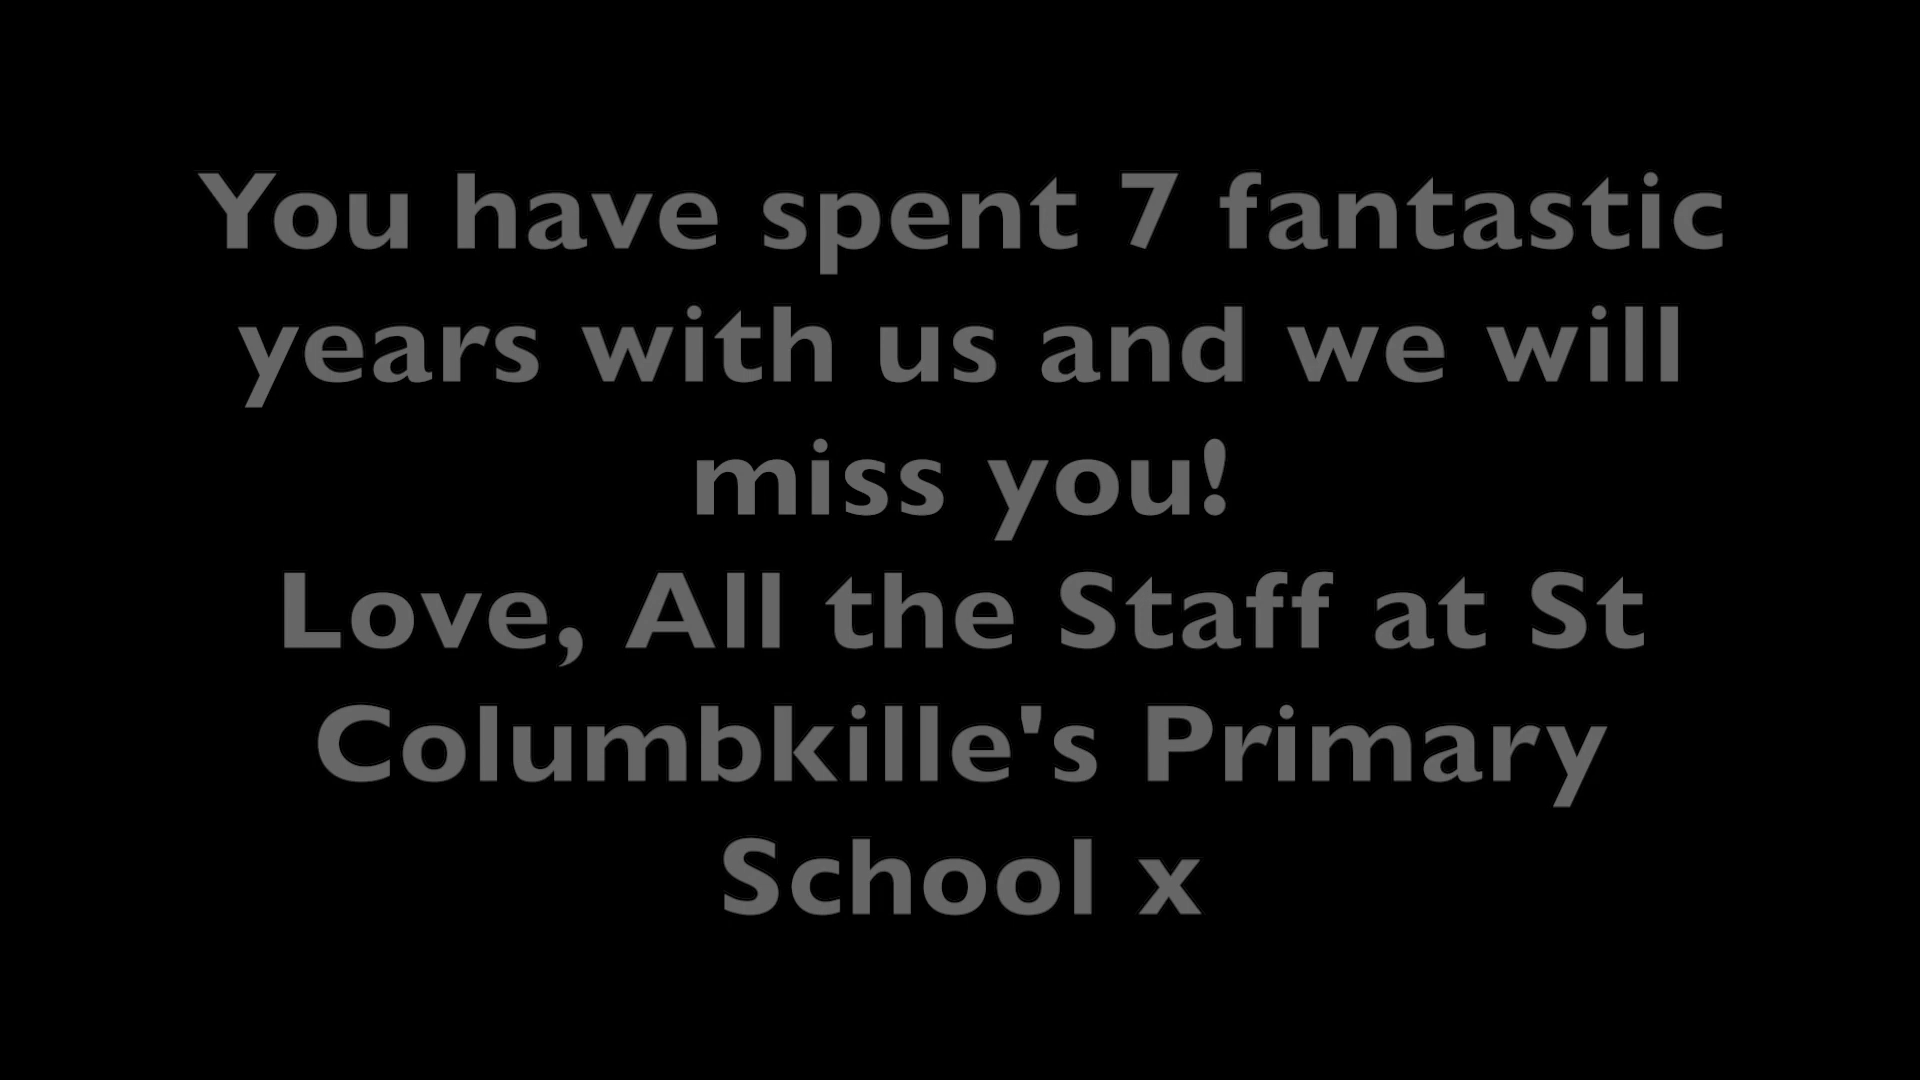 You have spent 7 fantastic
years with us and we will
miss you!
Love, All the Staff at St
Columbkille's Primary
School x